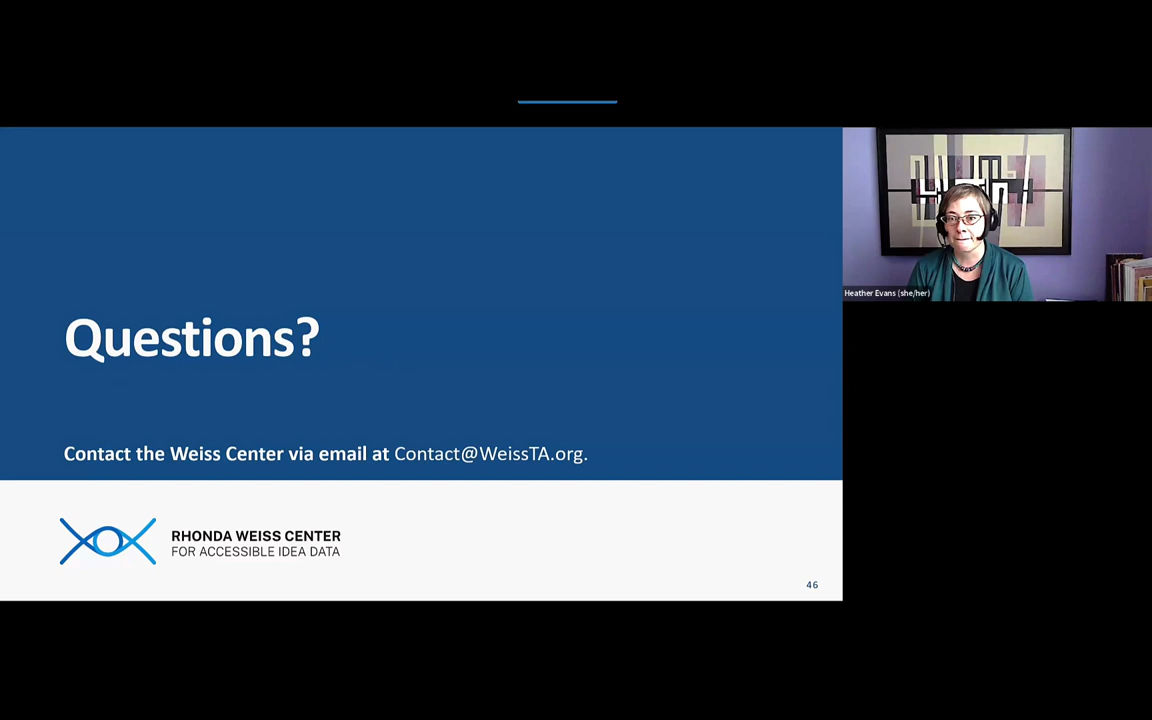 Heather Evans (she/her)
Questions?
Contact the Weiss Center via email at Contact@WeissTA.org.
RHONDA WEISS CENTER
FOR ACCESSIBLE IDEA DATA
46